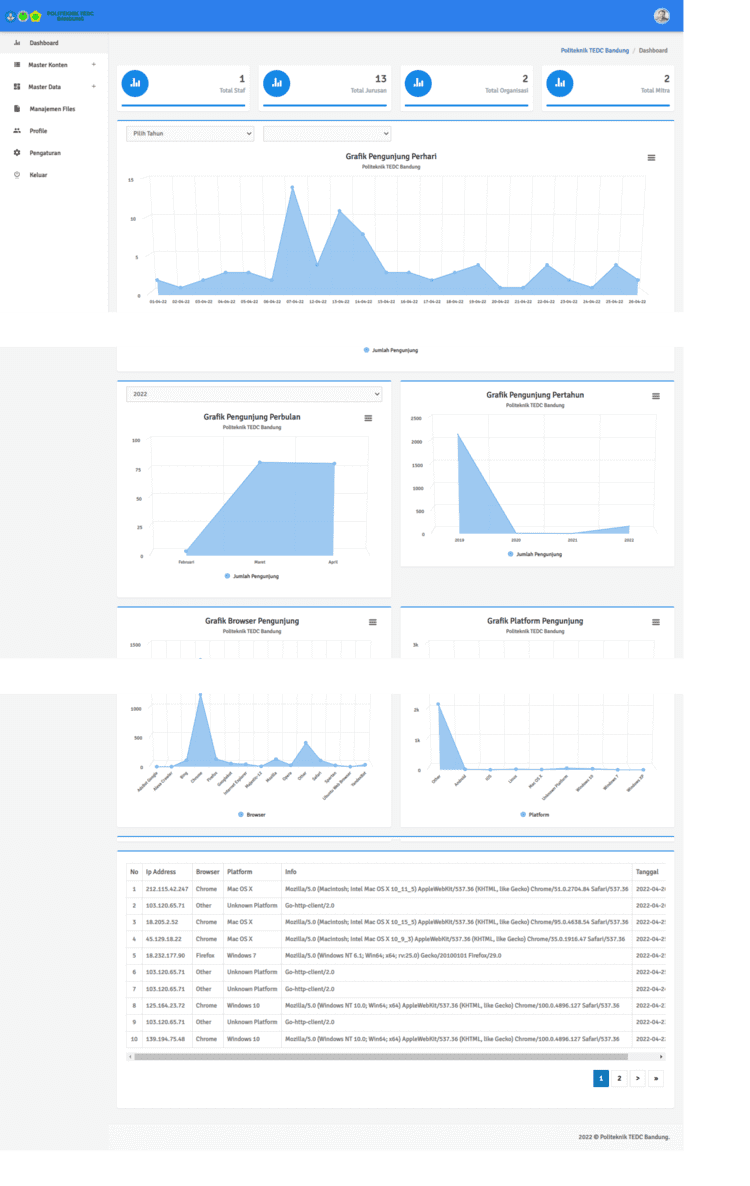 POLITEKNIK TEDC
BANDUNG
Dashboard
Master Konten +
Master Data +
Manajemen Files
Profile
Pengaturan
Keluar
Politeknik TEDC Bandung / Dashboard
1
Total Staf
13
Total Jurusan
2
Total Organisasi
2
Total Mitra
Pilih Tahun
Grafik Pengunjung Perhari
Politeknik TEDC Bandung
15
10
5
0
01-04-22 02-04-22 03-04-22 04-04-22 05-04-22 06-04-22 07-04-22 12-04-22 13-04-22 14-04-22 15-04-22 16-04-22 17-04-22 18-04-22 19-04-22 20-04-22 21-04-22 22-04-22 23-04-22 24-04-22 25-04-22 26-04-22
Jumlah Pengunjung
2022
Grafik Pengunjung Perbulan
Politeknik TEDC Bandung
100
75
50
25
0
Februari Maret April
Jumlah Pengunjung
Grafik Pengunjung Pertahun
Politeknik TEDC Bandung
2500
2000
1500
1000
500
0
2019 2020 2021 2022
Jumlah Pengunjung
Grafik Browser Pengunjung
Politeknik TEDC Bandung
1500
1000
500
0
Adsbot Google
Alexa Crawler
Bing
Chrome
Firefox
Googlebot
Internet Explorer
Majestic-12
Mozilla
Opera
Other
Safari
Spartan
Ubuntu Web Browser
YandexBot
Browser
Grafik Platform Pengunjung
Politeknik TEDC Bandung
3k
2k
1k
0
Other
Android
iOS
Linux
Mac OS X
Unknown Platform
Windows 10
Windows 7
Windows XP
Platform
No Ip Address Browser Platform Info Tanggal
1 212.115.42.247 Chrome Mac OS X Mozilla/5.0 (Macintosh; Intel Mac OS X 10_11_5) AppleWebKit/537.36 (KHTML, like Gecko) Chrome/51.0.2704.84 Safari/537.36 2022-04-2
2 103.120.65.71 Other Unknown Platform Go-http-client/2.0 2022-04-2
3 18.205.2.52 Chrome Mac OS X Mozilla/5.0 (Macintosh; Intel Mac OS X 10_15_5) AppleWebKit/537.36 (KHTML, like Gecko) Chrome/95.0.4638.54 Safari/537.36 2022-04-2
4 45.129.18.22 Chrome Mac OS X Mozilla/5.0 (Macintosh; Intel Mac OS X 10_9_3) AppleWebKit/537.36 (KHTML, like Gecko) Chrome/35.0.1916.47 Safari/537.36 2022-04-2
5 18.232.177.90 Firefox Windows 7 Mozilla/5.0 (Windows NT 6.1; Win64; x64; rv:25.0) Gecko/20100101 Firefox/29.0 2022-04-2
6 103.120.65.71 Other Unknown Platform Go-http-client/2.0 2022-04-2
7 103.120.65.71 Other Unknown Platform Go-http-client/2.0 2022-04-2
8 125.164.23.72 Chrome Windows 10 Mozilla/5.0 (Windows NT 10.0; Win64; x64) AppleWebKit/537.36 (KHTML, like Gecko) Chrome/100.0.4896.127 Safari/537.36 2022-04-2
9 103.120.65.71 Other Unknown Platform Go-http-client/2.0 2022-04-2
10 139.194.75.48 Chrome Windows 10 Mozilla/5.0 (Windows NT 10.0; Win64; x64) AppleWebKit/537.36 (KHTML, like Gecko) Chrome/100.0.4896.127 Safari/537.36 2022-04-2
1 2 > »
2022 © Politeknik TEDC Bandung.